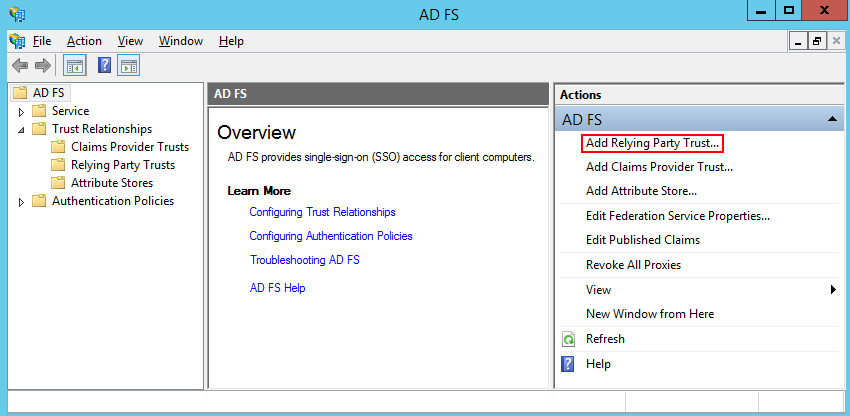 AD FS
File Action View Window Help
AD FS
Service
Trust Relationships
Claims Provider Trusts
Relying Party Trusts
Attribute Stores
Authentication Policies
AD FS
Overview
AD FS provides single-sign-on (SSO) access for client computers.
Learn More
Configuring Trust Relationships
Configuring Authentication Policies
Troubleshooting AD FS
AD FS Help
Actions
AD FS
Add Relying Party Trust...
Add Claims Provider Trust...
Add Attribute Store...
Edit Federation Service Properties...
Edit Published Claims
Revoke All Proxies
View
New Window from Here
Refresh
Help